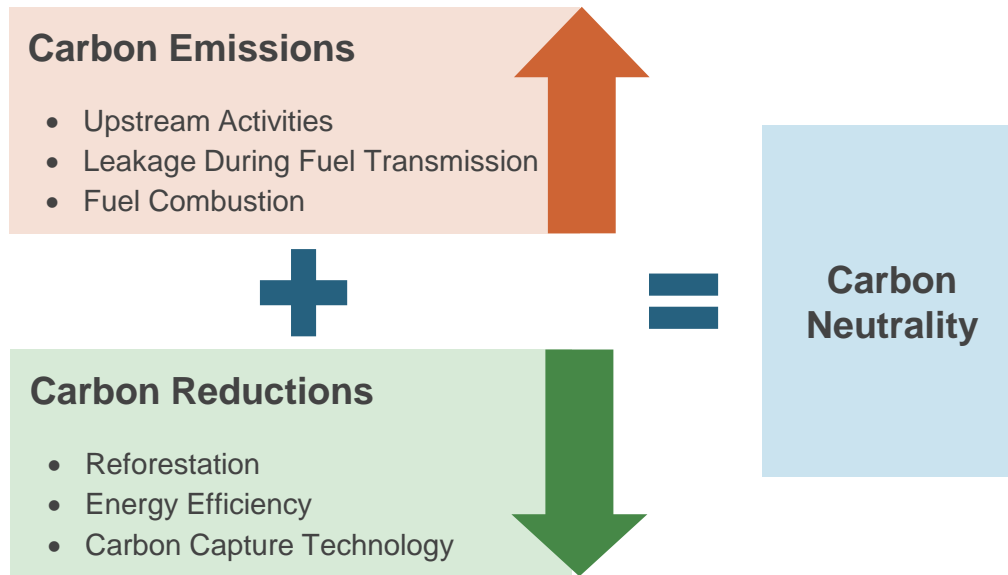 Carbon Emissions
• Upstream Activities
• Leakage During Fuel Transmission
• Fuel Combustion
Carbon
Neutrality
Carbon Reductions
• Reforestation
• Energy Efficiency
• Carbon Capture Technology